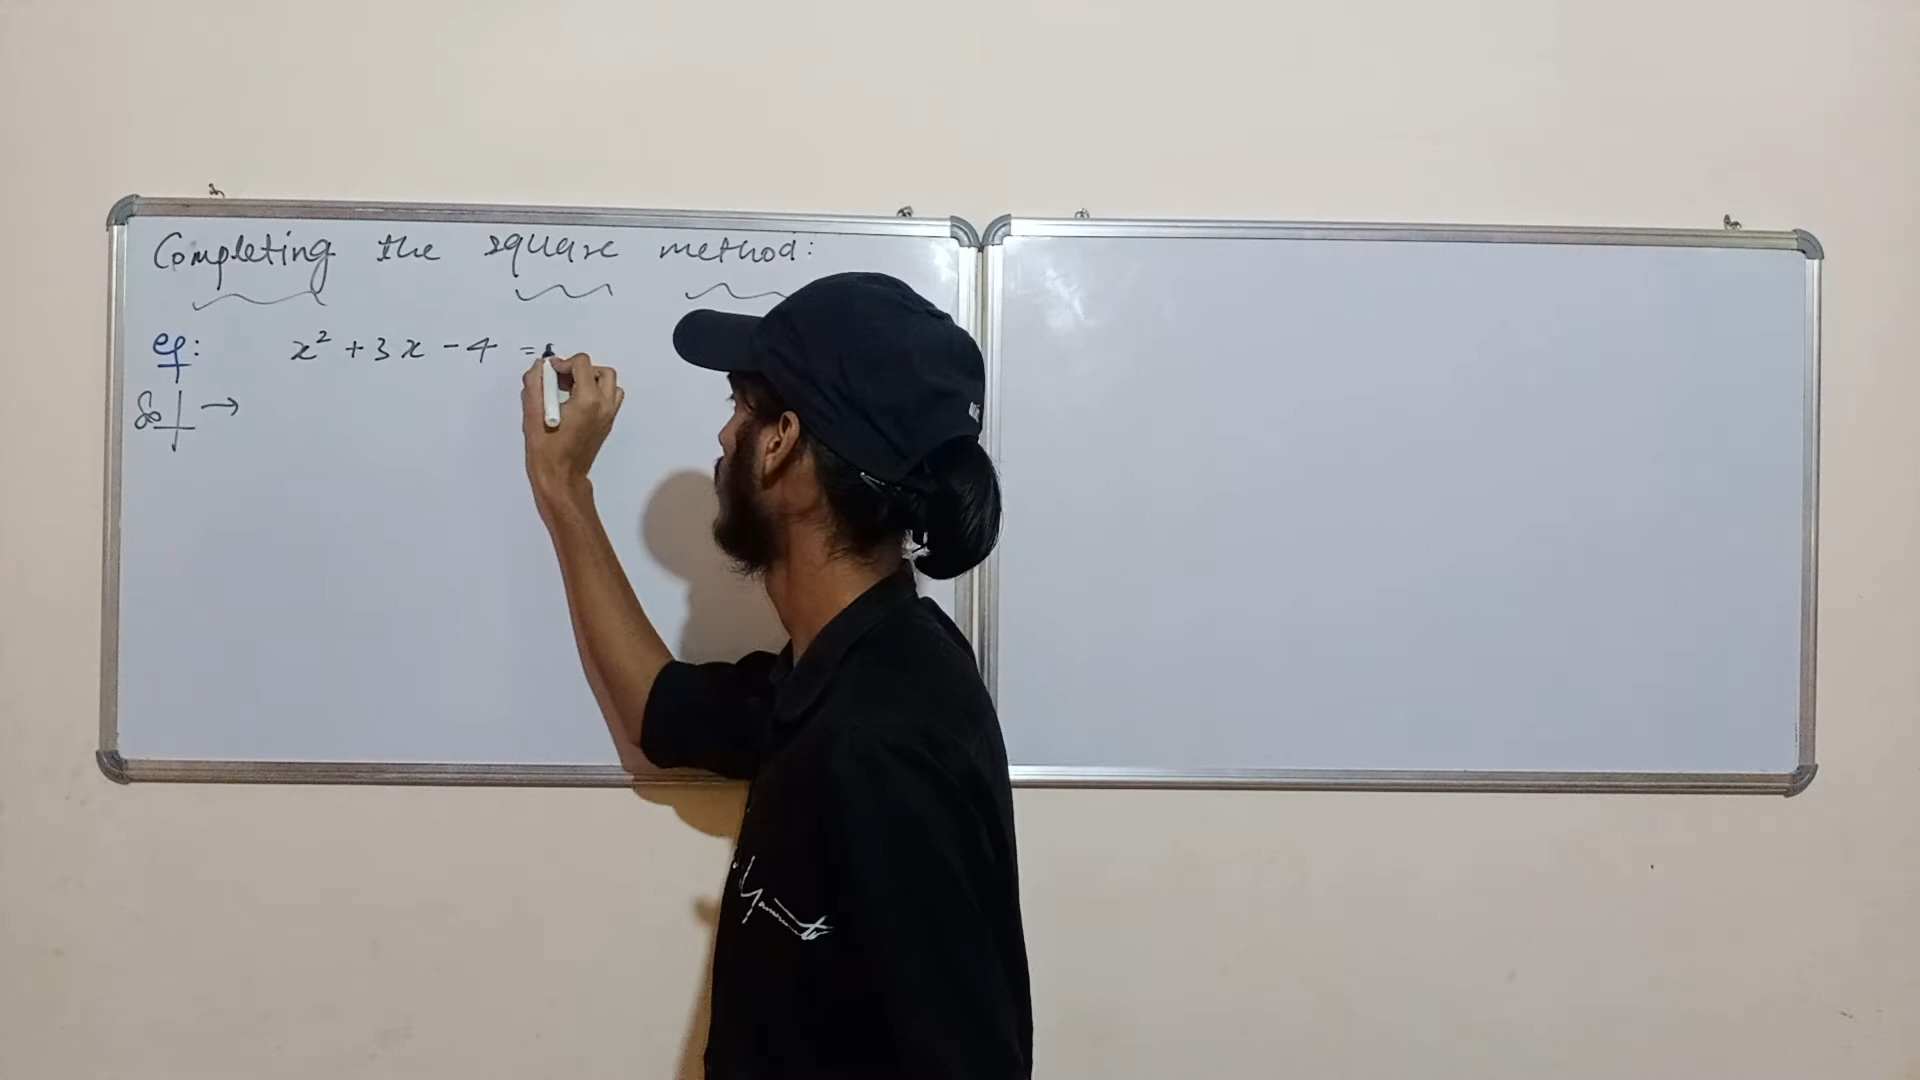 Completing the square method:
eg: x² + 3x - 4 =
Sol →